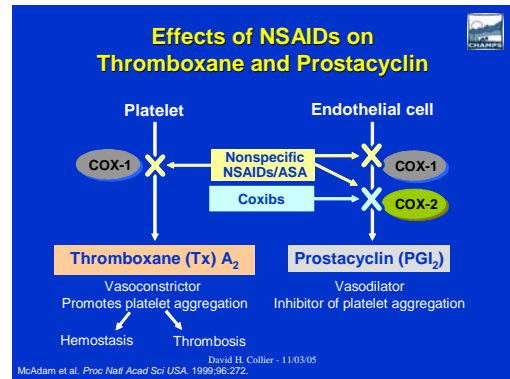 Effects of NSAIDs on
Thromboxane and Prostacyclin
CHAMPS
Platelet
Endothelial cell
COX-1
Nonspecific
NSAIDs/ASA
COX-1
Coxibs
COX-2
Thromboxane (Tx) A2
Prostacyclin (PGI2)
Vasoconstrictor
Promotes platelet aggregation
Vasodilator
Inhibitor of platelet aggregation
Hemostasis
Thrombosis
David H. Collier - 11/03/05
McAdam et al. Proc Natl Acad Sci USA. 1999;96:272.